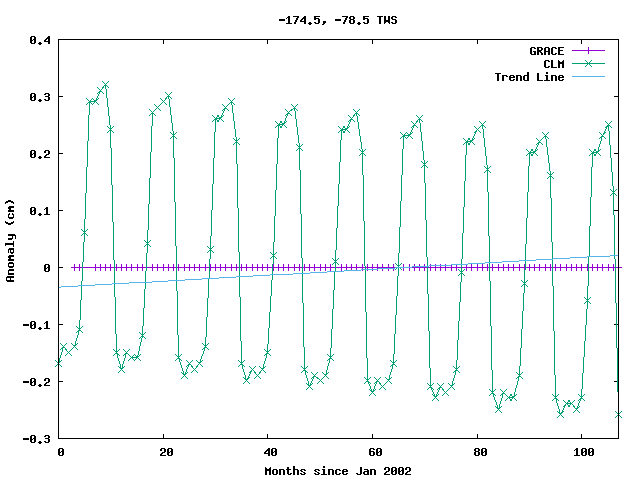 -174.5, -78.5 TWS
GRACE
CLM
Trend Line
0.4
0.3
0.2
0.1
0
-0.1
-0.2
-0.3
Anomaly (cm)
0 20 40 60 80 100
Months since Jan 2002